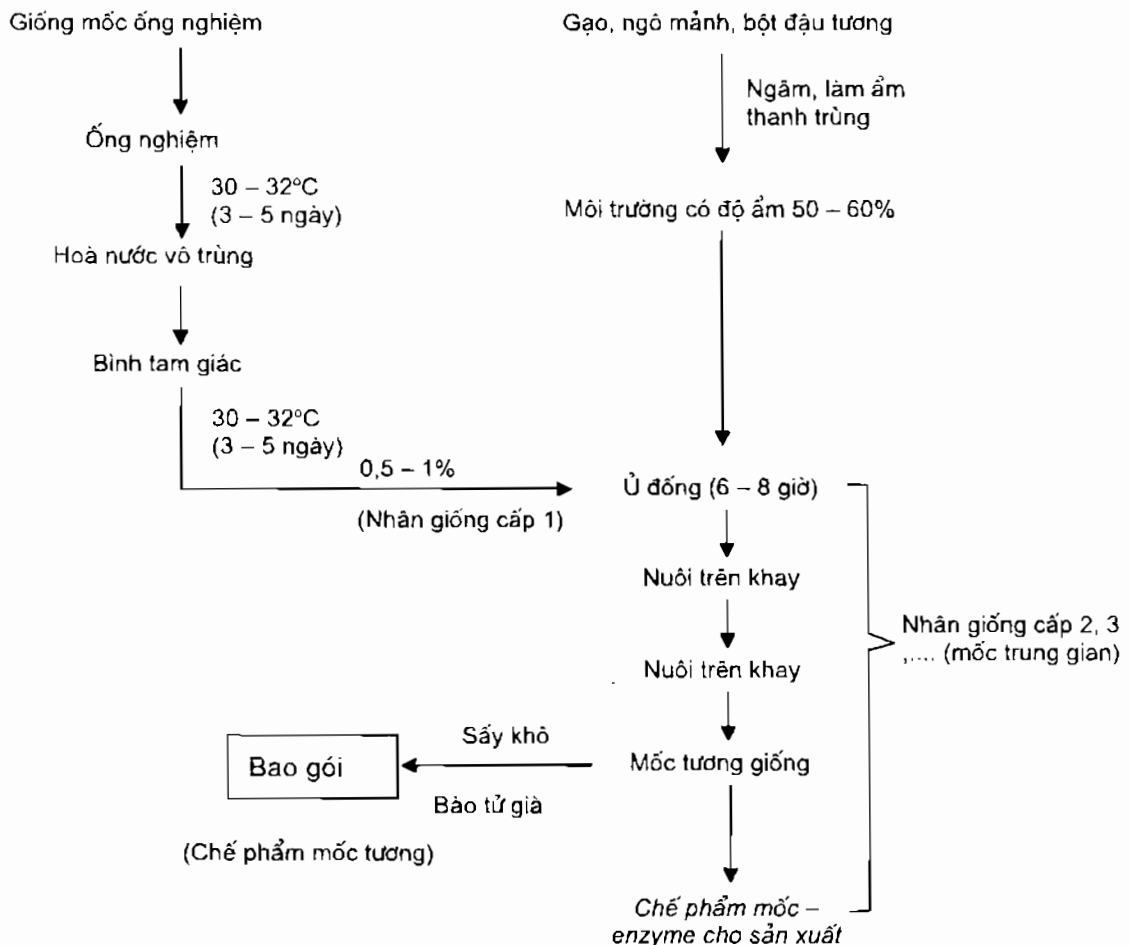 Giống mốc ống nghiệm
Ống nghiệm
30 – 32°C
(3 – 5 ngày)
Hoà nước vô trùng
Bình tam giác
30 – 32°C
(3 – 5 ngày)
0,5 – 1%
(Nhân giống cấp 1)
Gạo, ngô mảnh, bột đậu tương
Ngâm, làm ẩm
thanh trùng
Môi trường có độ ẩm 50 – 60%
Ủ đống (6 – 8 giờ)
Nuôi trên khay
Nuôi trên khay
Mốc tương giống
Sấy khô
Bào tử già
Bao gói
(Chế phẩm mốc tương)
Chế phẩm mốc –
enzyme cho sản xuất
Nhân giống cấp 2, 3
,.... (mốc trung gian)